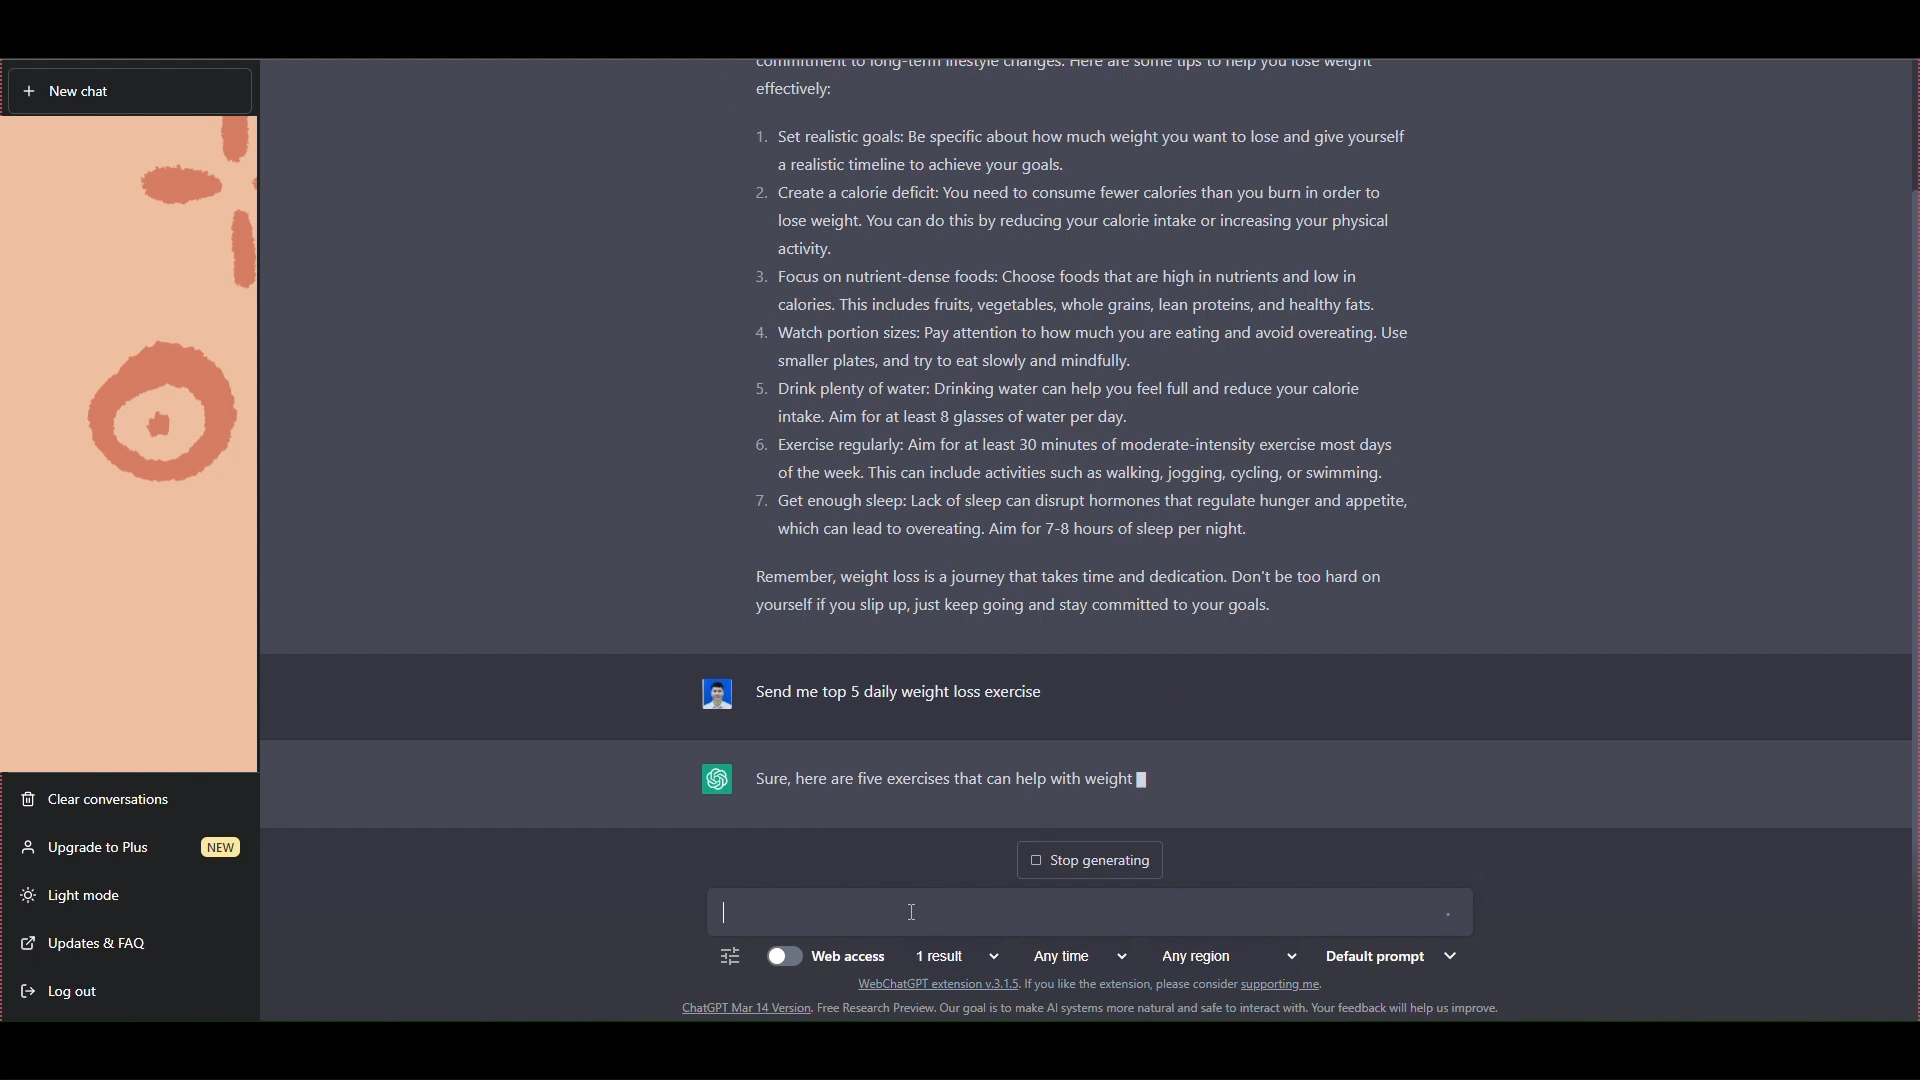 New chat
commitment to long-term lifestyle changes. Here are some tips to help you lose weight
effectively:
1. Set realistic goals: Be specific about how much weight you want to lose and give yourself
a realistic timeline to achieve your goals.
2. Create a calorie deficit: You need to consume fewer calories than you burn in order to
lose weight. You can do this by reducing your calorie intake or increasing your physical
activity.
3. Focus on nutrient-dense foods: Choose foods that are high in nutrients and low in
calories. This includes fruits, vegetables, whole grains, lean proteins, and healthy fats.
4. Watch portion sizes: Pay attention to how much you are eating and avoid overeating. Use
smaller plates, and try to eat slowly and mindfully.
5. Drink plenty of water: Drinking water can help you feel full and reduce your calorie
intake. Aim for at least 8 glasses of water per day.
6. Exercise regularly: Aim for at least 30 minutes of moderate-intensity exercise most days
of the week. This can include activities such as walking, jogging, cycling, or swimming.
7. Get enough sleep: Lack of sleep can disrupt hormones that regulate hunger and appetite,
which can lead to overeating. Aim for 7-8 hours of sleep per night.
Remember, weight loss is a journey that takes time and dedication. Don't be too hard on
yourself if you slip up, just keep going and stay committed to your goals.
Send me top 5 daily weight loss exercise
Sure, here are five exercises that can help with weight
Clear conversations
Upgrade to Plus NEW
Light mode
Updates & FAQ
Log out
Stop generating
Web access 1 result Any time Any region Default prompt
WebChatGPT extension v.3.1.5. If you like the extension, please consider supporting me.
ChatGPT Mar 14 Version. Free Research Preview. Our goal is to make AI systems more natural and safe to interact with. Your feedback will help us improve.